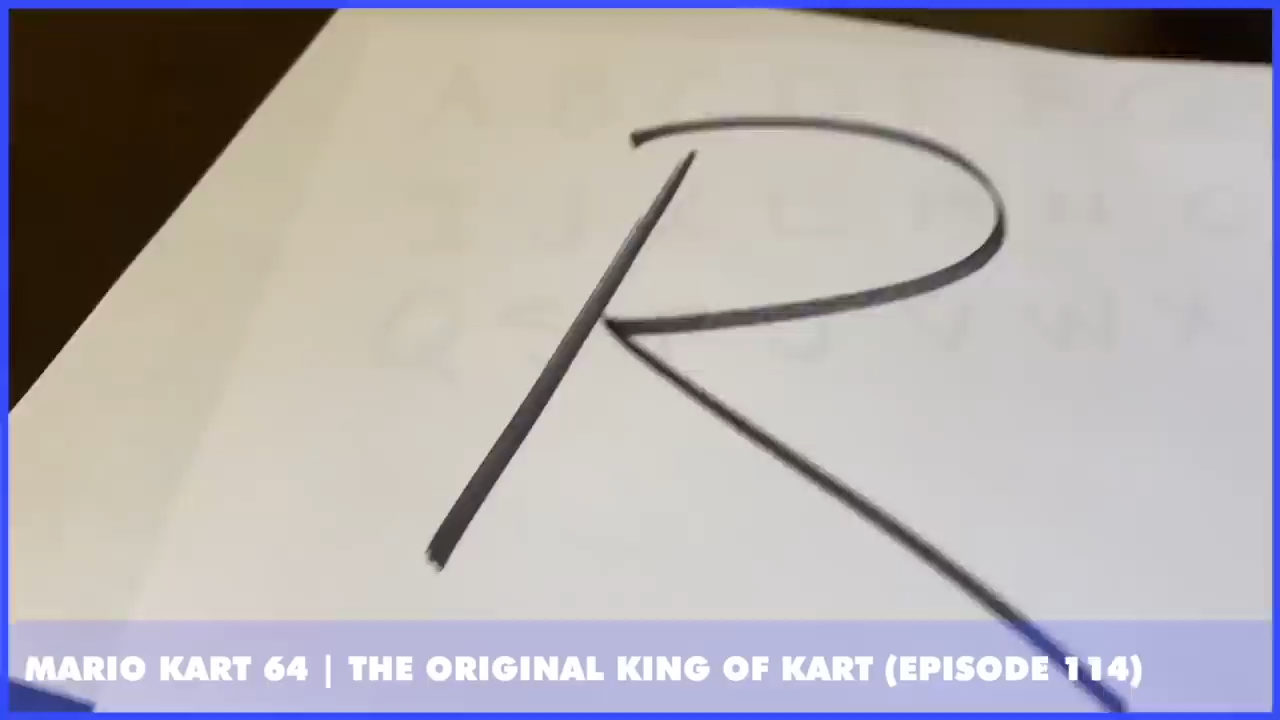 R
MARIO KART 64 | THE ORIGINAL KING OF KART (EPISODE 114)